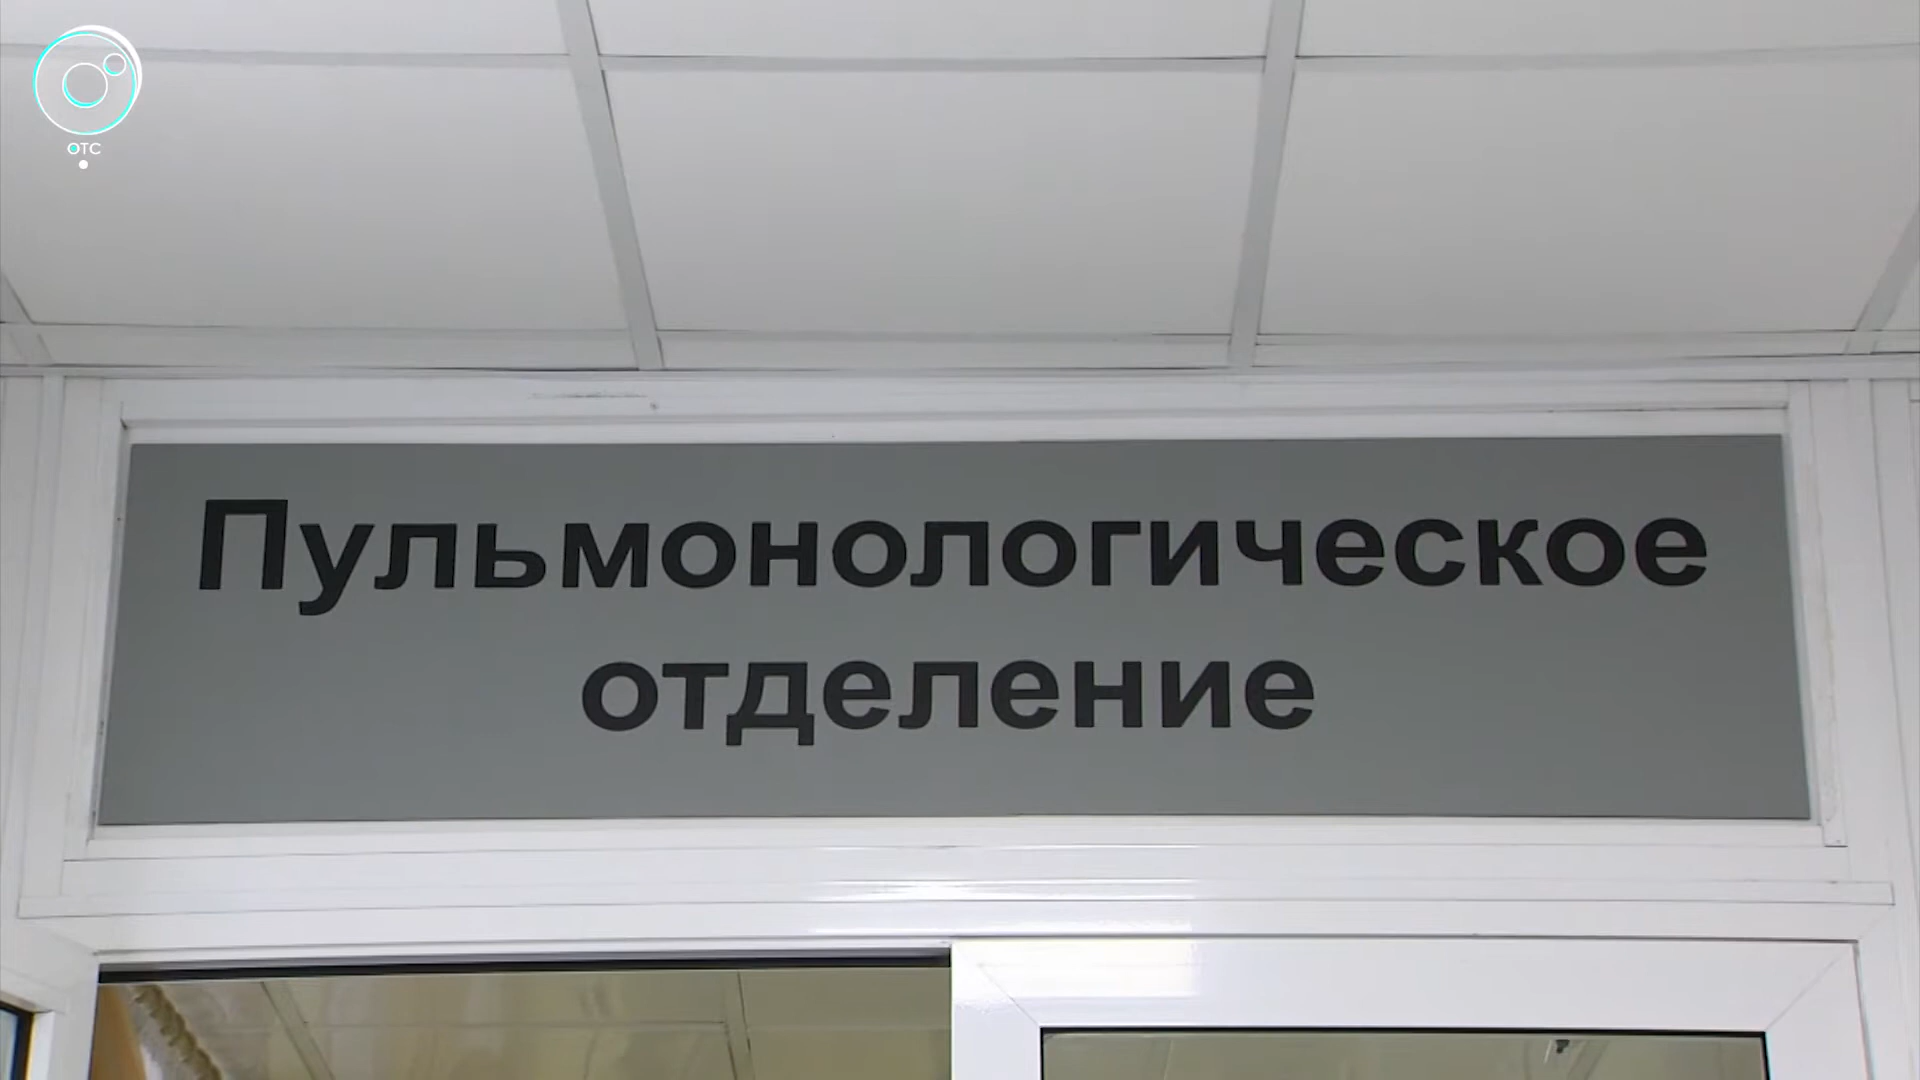 ОТС
Пульмонологическое
отделение